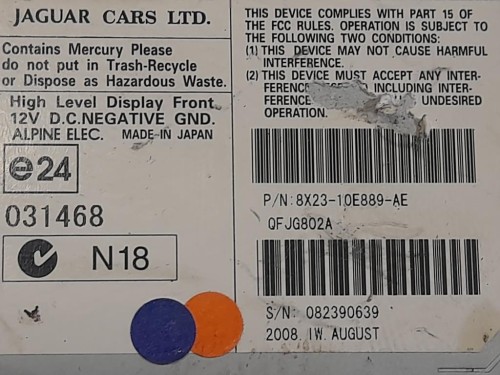 JAGUAR CARS LTD.
Contains Mercury Please
do not put in Trash-Recycle
or Dispose as Hazardous Waste.
High Level Display Front
12V D.C.NEGATIVE GND.
ALPINE ELEC. MADE IN JAPAN
e24
031468
N18
THIS DEVICE COMPLIES WITH PART 15 OF
THE FCC RULES. OPERATION IS SUBJECT TO
THE FOLLOWING TWO CONDITIONS:
(1) THIS DEVICE MAY NOT CAUSE HARMFUL
INTERFERENCE.
(2) THIS DEVICE MUST ACCEPT ANY INTER-
FERENCE INCLUDING INTER-
FERENCE UNDESIRED
OPERATION.
P/N:8X23-10E889-AE
QFJG802A
S/N: 082390639
2008. IW. AUGUST